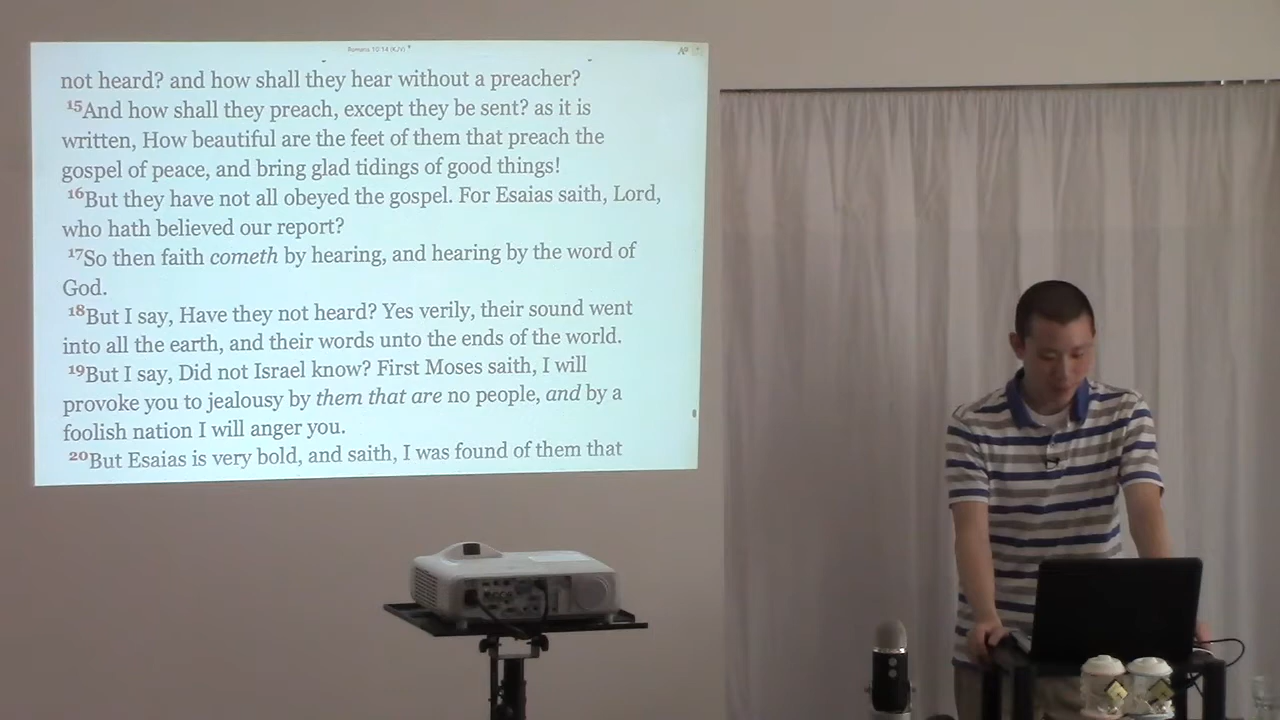 Romans 10:14 (KJV)
not heard? and how shall they hear without a preacher?
15And how shall they preach, except they be sent? as it is
written, How beautiful are the feet of them that preach the
gospel of peace, and bring glad tidings of good things!
16But they have not all obeyed the gospel. For Esaias saith, Lord,
who hath believed our report?
17So then faith cometh by hearing, and hearing by the word of
God.
18But I say, Have they not heard? Yes verily, their sound went
into all the earth, and their words unto the ends of the world.
19But I say, Did not Israel know? First Moses saith, I will
provoke you to jealousy by them that are no people, and by a
foolish nation I will anger you.
20But Esaias is very bold, and saith, I was found of them that